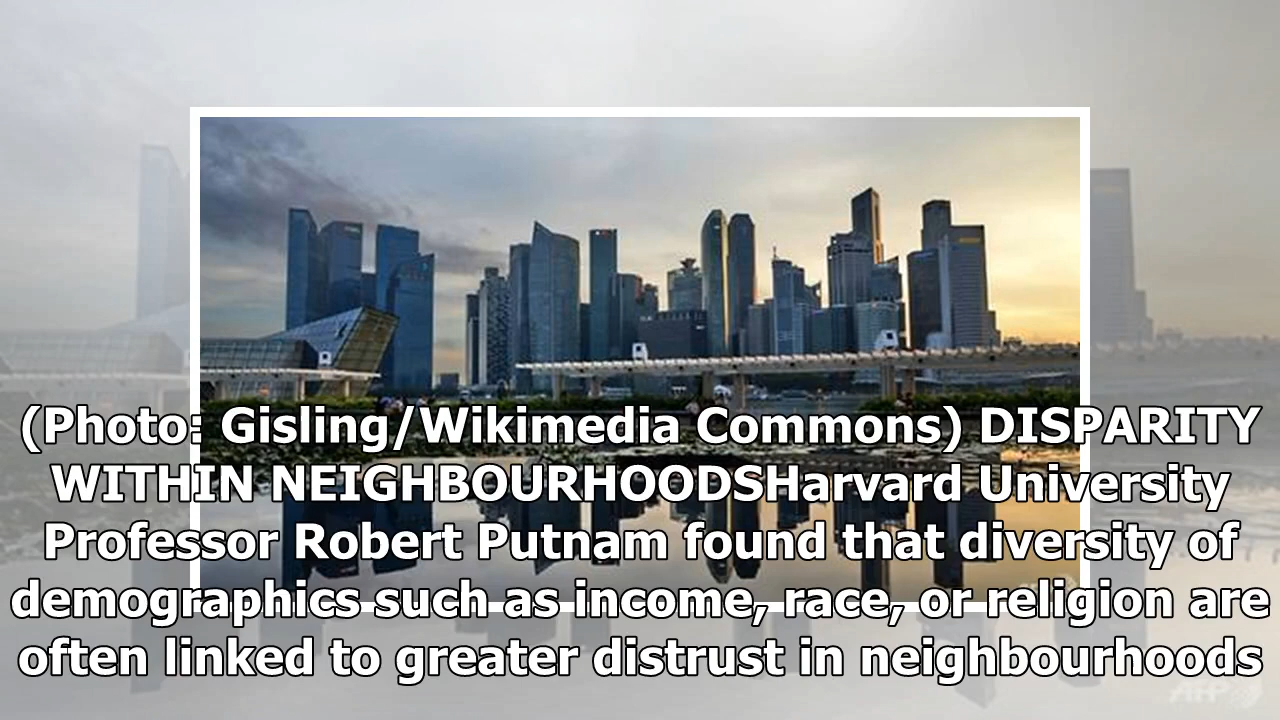 (Photo: Gisling/Wikimedia Commons) DISPARITY
WITHIN NEIGHBOURHOODSHarvard University
Professor Robert Putnam found that diversity of
demographics such as income, race, or religion are
often linked to greater distrust in neighbourhoods
AFP